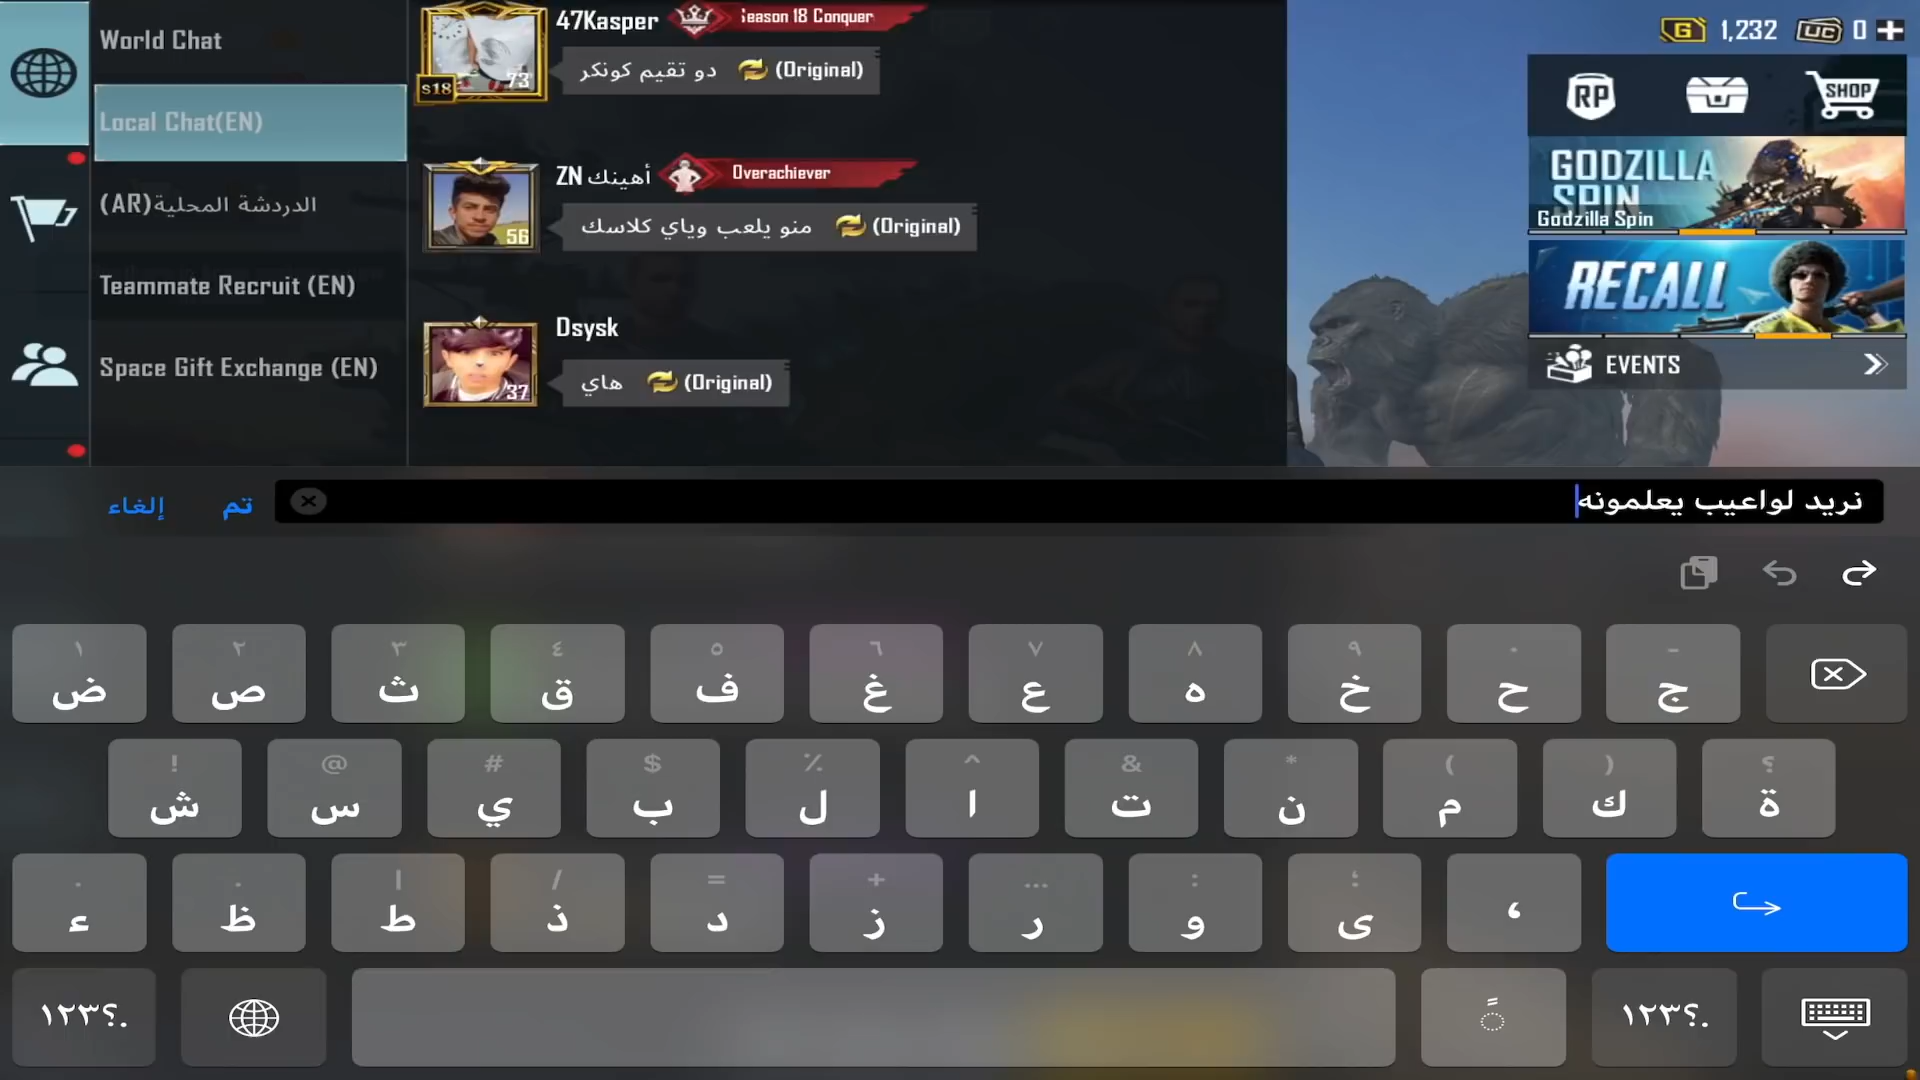 World Chat
Local Chat(EN)
الدردشة المحلية(AR)
Teammate Recruit (EN)
Space Gift Exchange (EN)
47Kasper
Season 18 Conquer
دو تقيم كونكر (Original)
s18
73
ZN أهينك
Overachiever
منو يلعب وياي كلاسك (Original)
56
Dsysk
هاي (Original)
37
G 1,232 UC 0
RP
SHOP
GODZILLA
SPIN
Godzilla Spin
RECALL
EVENTS
إلغاء
تم
نريد لواعيب يعلمونه
١ ٢ ٣ ٤ ٥ ٦ ٧ ٨ ٩ ٠ -
ض ص ث ق ف غ ع ه خ ح ج
! @ # $ ٪ ^ & * ( ) ؟
ش س ي ب ل ا ت ن م ك ة
. . | / = + ... : ؛
ء ظ ط ذ د ز ر و ى ،
.؟١٢٣
.؟١٢٣